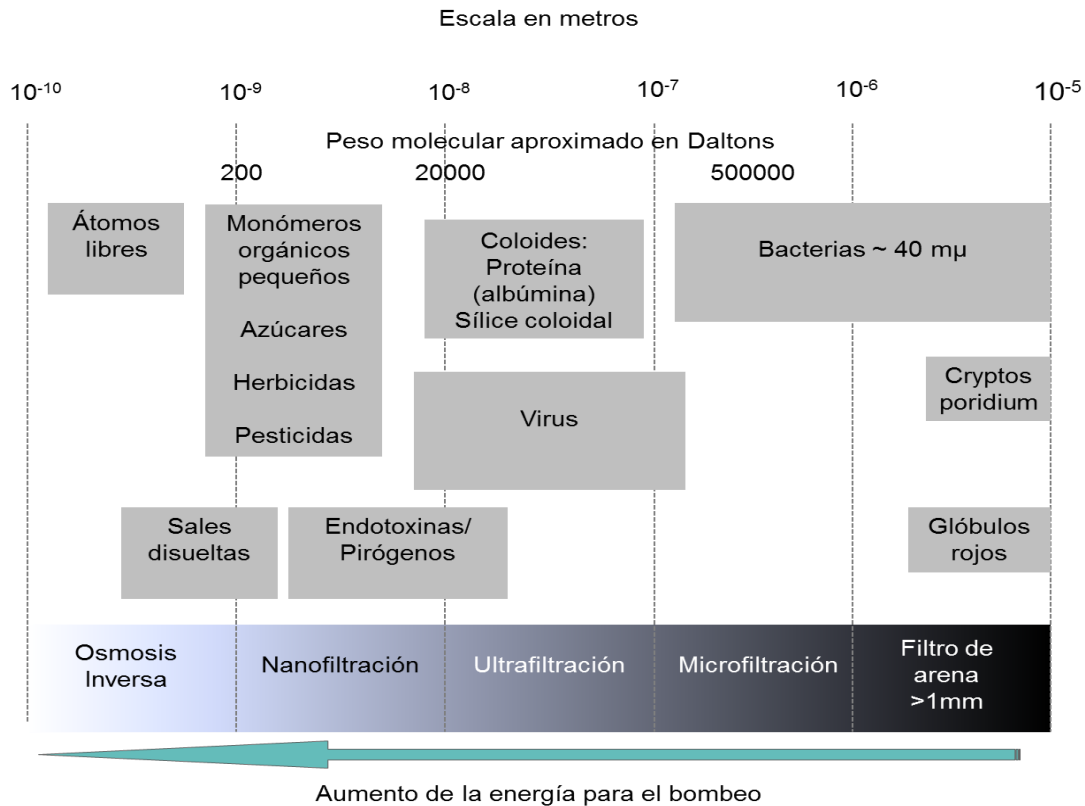 Escala en metros
10-10 10-9 10-8 10-7 10-6 10-5
Peso molecular aproximado en Daltons
200 20000 500000
Átomos
libres
Monómeros
orgánicos
pequeños
Azúcares
Herbicidas
Pesticidas
Coloides:
Proteína
(albúmina)
Sílice coloidal
Bacterias ~ 40 mµ
Virus
Cryptos
poridium
Sales
disueltas
Endotoxinas/
Pirógenos
Glóbulos
rojos
Osmosis
Inversa
Nanofiltración
Ultrafiltración
Microfiltración
Filtro de
arena
>1mm
Aumento de la energía para el bombeo